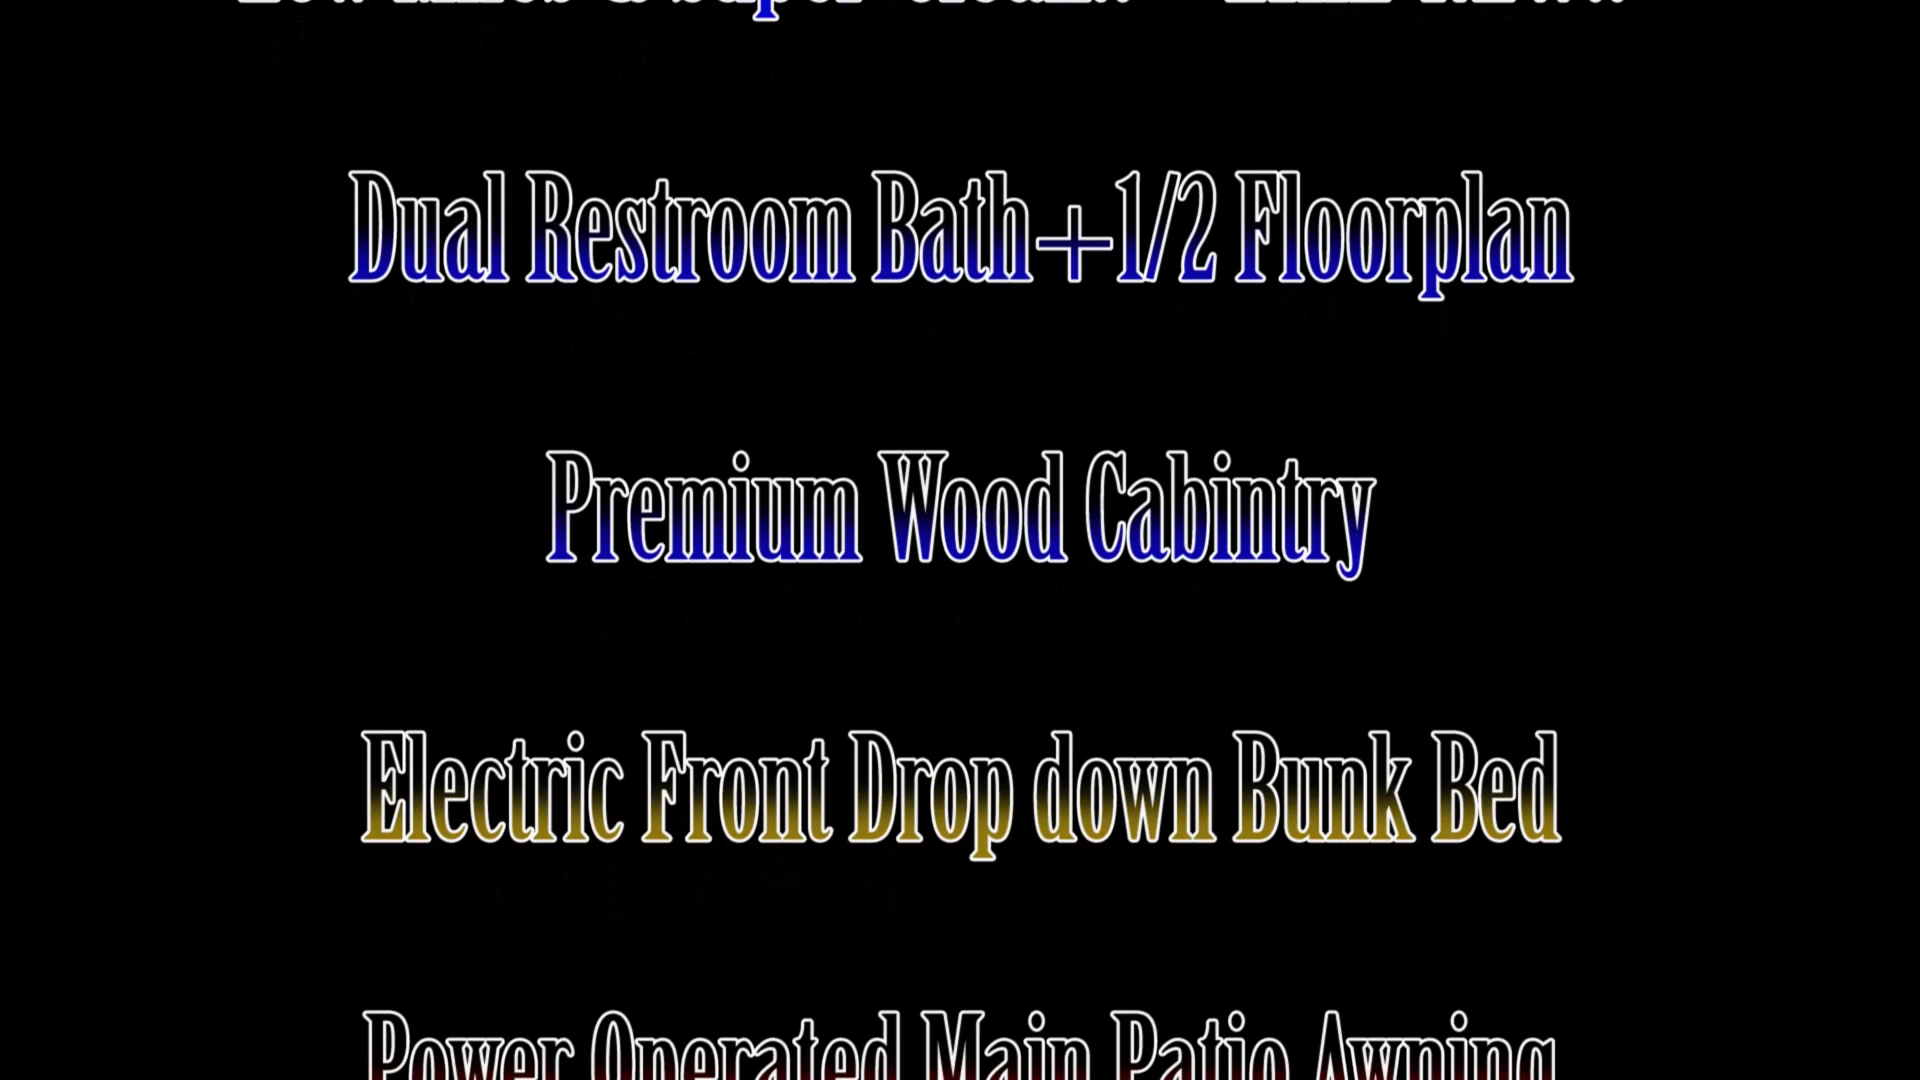 Dual Restroom Bath+1/2 Floorplan
Premium Wood Cabintry
Electric Front Drop down Bunk Bed
Power Operated Main Patio Awning